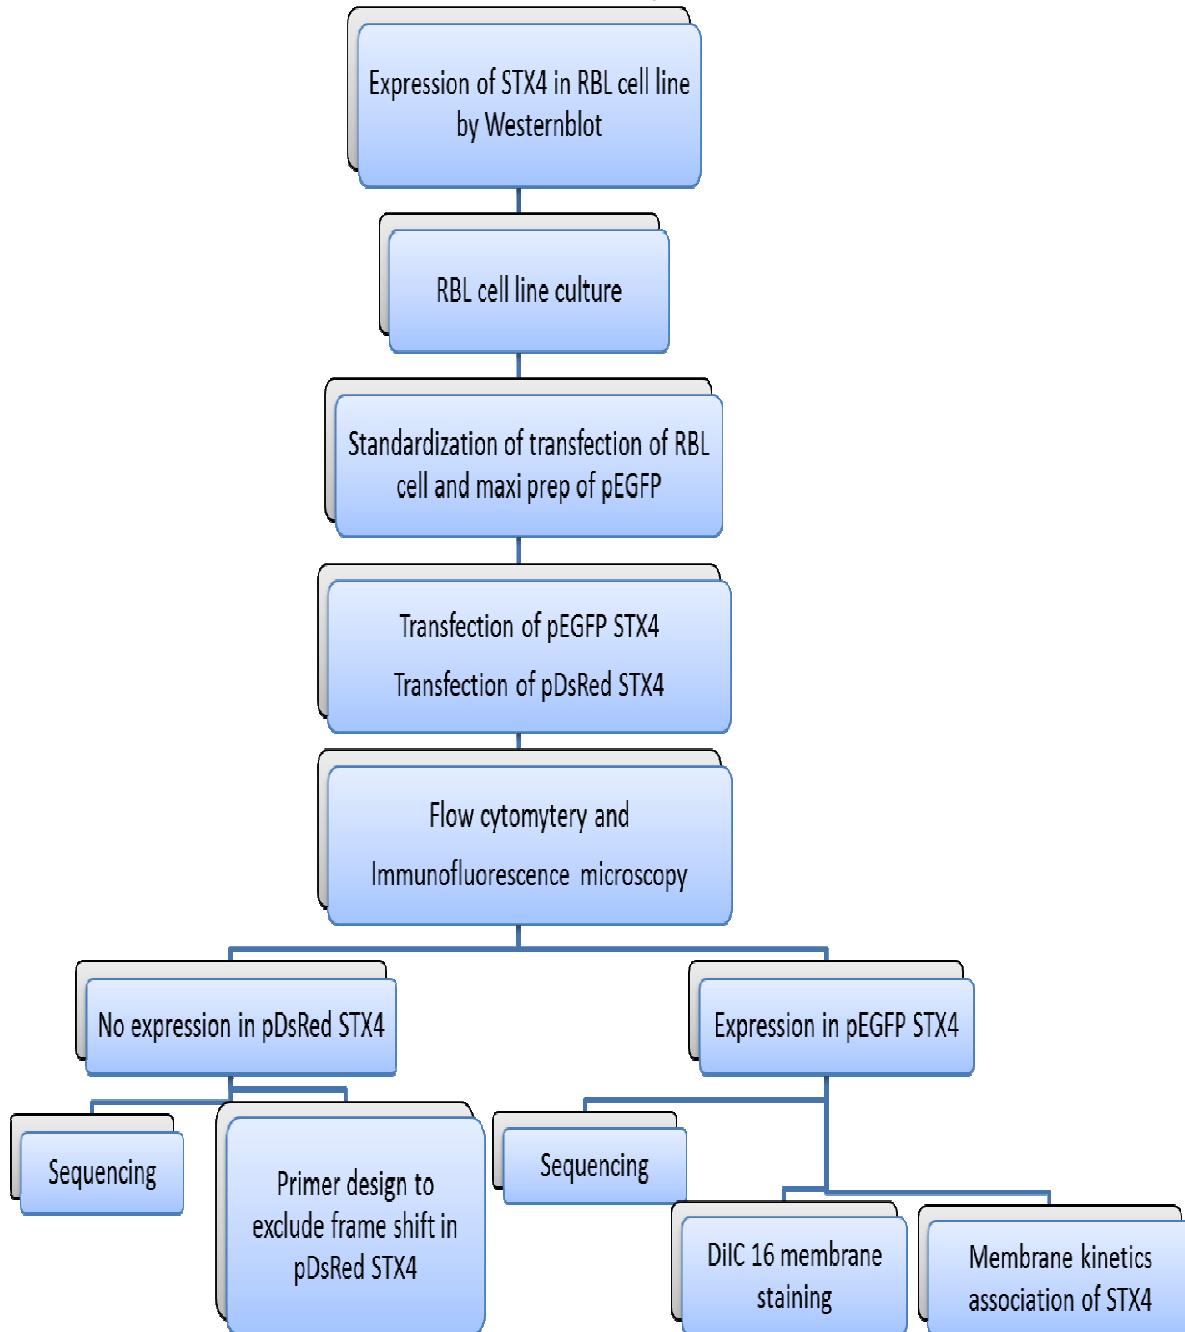 Expression of STX4 in RBL cell line
by Westernblot
RBL cell line culture
Standardization of transfection of RBL
cell and maxi prep of pEGFP
Transfection of pEGFP STX4
Transfection of pDsRed STX4
Flow cytomytery and
Immunofluorescence microscopy
No expression in pDsRed STX4
Expression in pEGFP STX4
Sequencing
Primer design to
exclude frame shift in
pDsRed STX4
Sequencing
DiIC 16 membrane
staining
Membrane kinetics
association of STX4